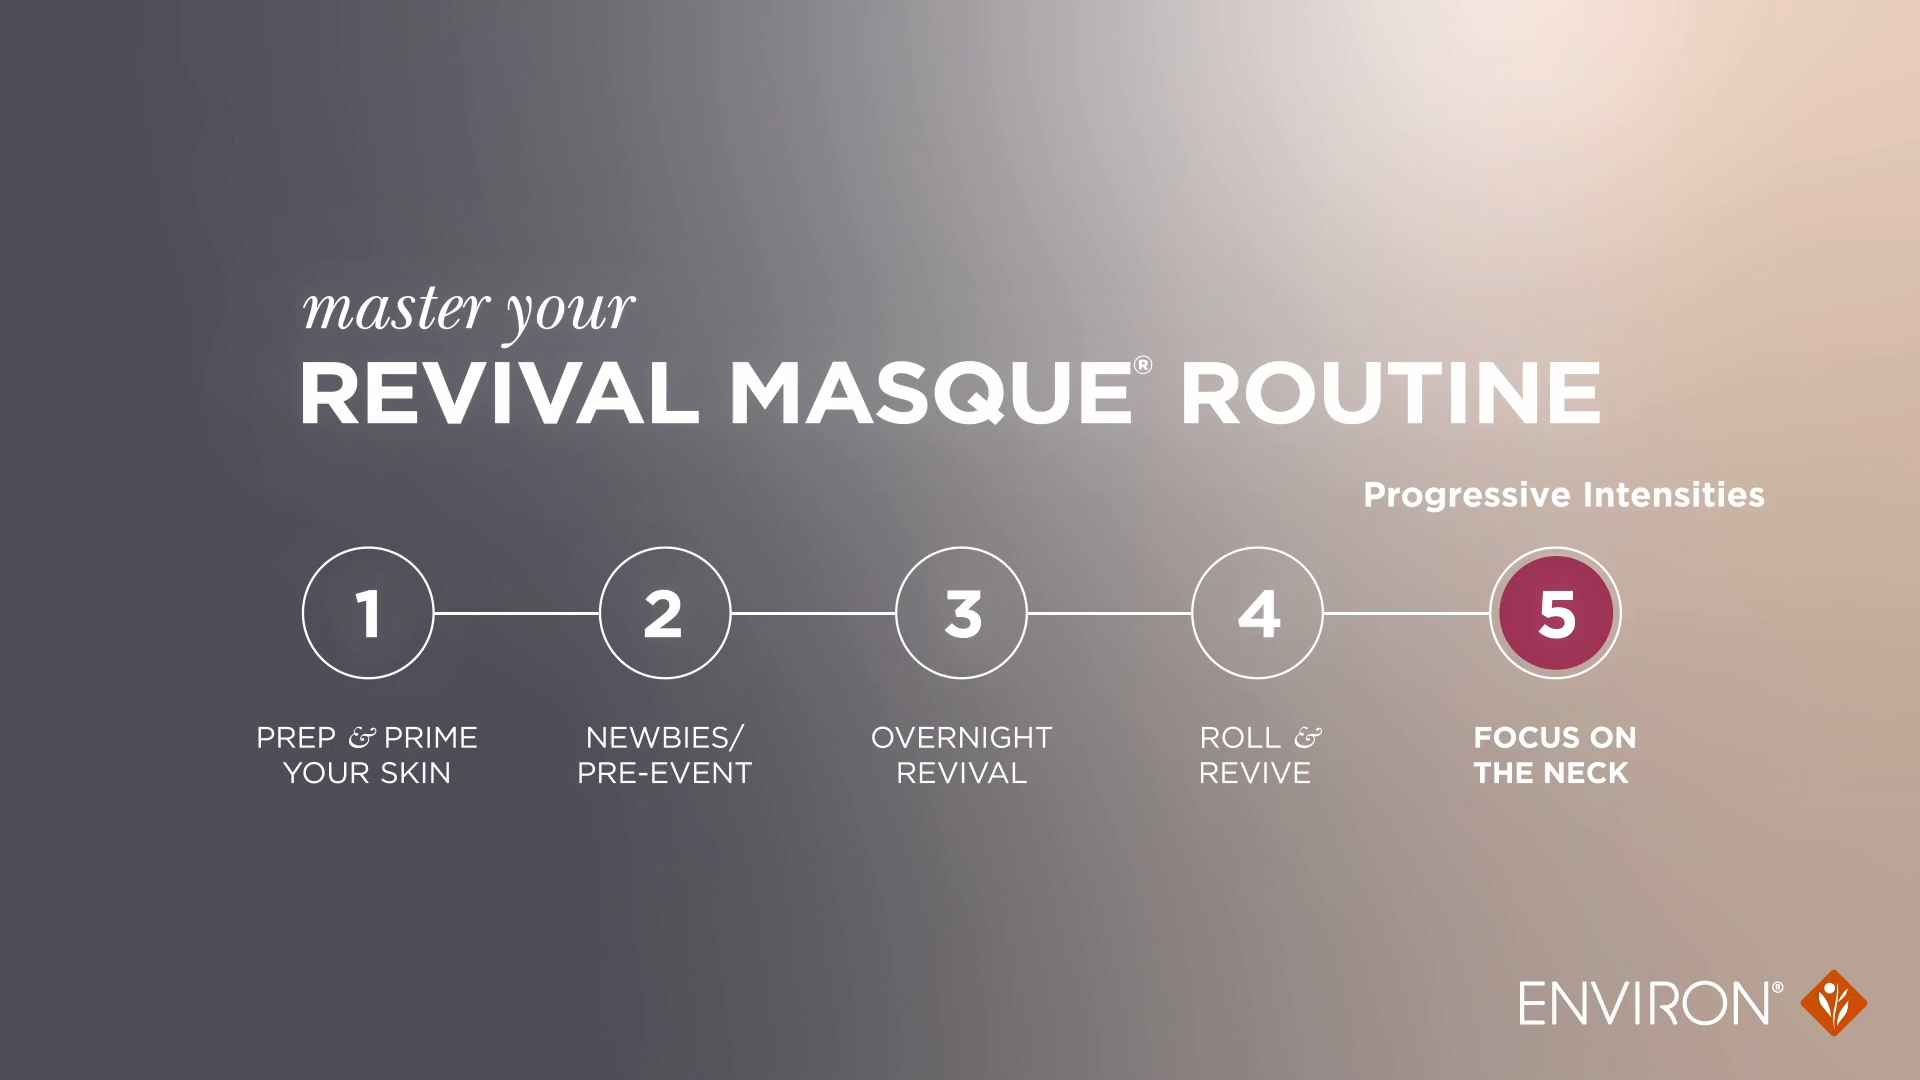 master your
REVIVAL MASQUE® ROUTINE
Progressive Intensities
1
2
3
4
5
PREP & PRIME
YOUR SKIN
NEWBIES/
PRE-EVENT
OVERNIGHT
REVIVAL
ROLL &
REVIVE
FOCUS ON
THE NECK
ENVIRON®